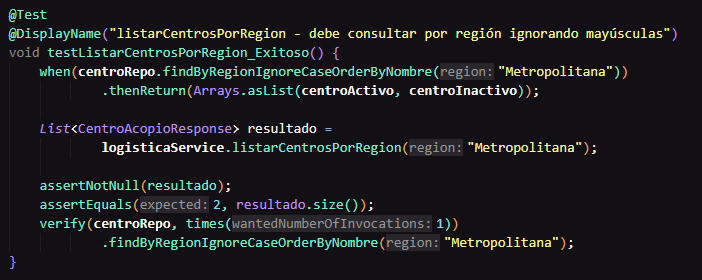 @Test
@DisplayName("listarCentrosPorRegion - debe consultar por región ignorando mayúsculas")
void testListarCentrosPorRegion_Exitoso() {
when(centroRepo.findByRegionIgnoreCaseOrderByNombre( region: "Metropolitana"))
.thenReturn(Arrays.asList(centroActivo, centroInactivo));
List<CentroAcopioResponse> resultado =
logisticaService.listarCentrosPorRegion( region: "Metropolitana");
assertNotNull(resultado);
assertEquals( expected: 2, resultado.size());
verify(centroRepo, times( wantedNumberOfInvocations: 1))
.findByRegionIgnoreCaseOrderByNombre( region: "Metropolitana");
}